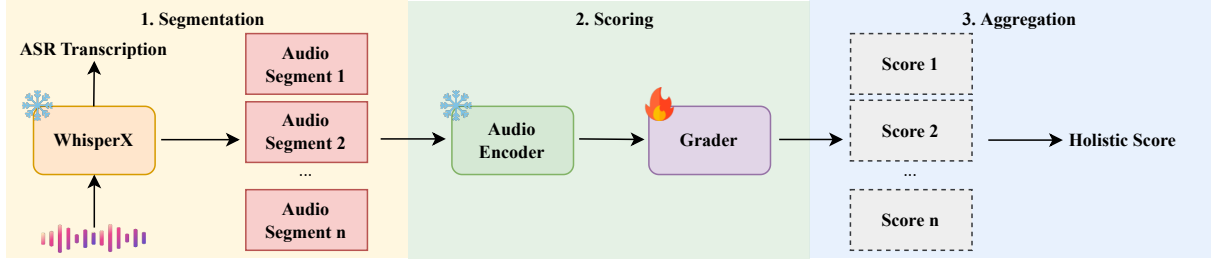 1. Segmentation
ASR Transcription
WhisperX
Audio
Segment 1
Audio
Segment 2
...
Audio
Segment n
2. Scoring
Audio
Encoder
Grader
3. Aggregation
Score 1
Score 2
...
Score n
Holistic Score